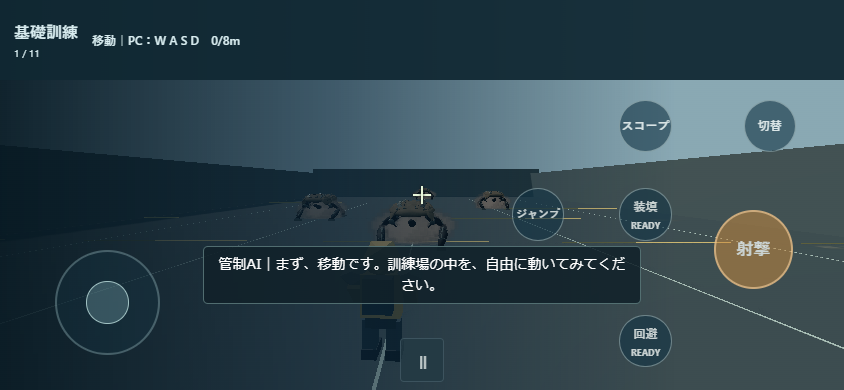 基礎訓練
1 / 11
移動｜PC：W A S D　0/8m
スコープ
切替
ジャンプ
装填
READY
射撃
管制AI｜まず、移動です。訓練場の中を、自由に動いてみてくだ
さい。
回避
READY